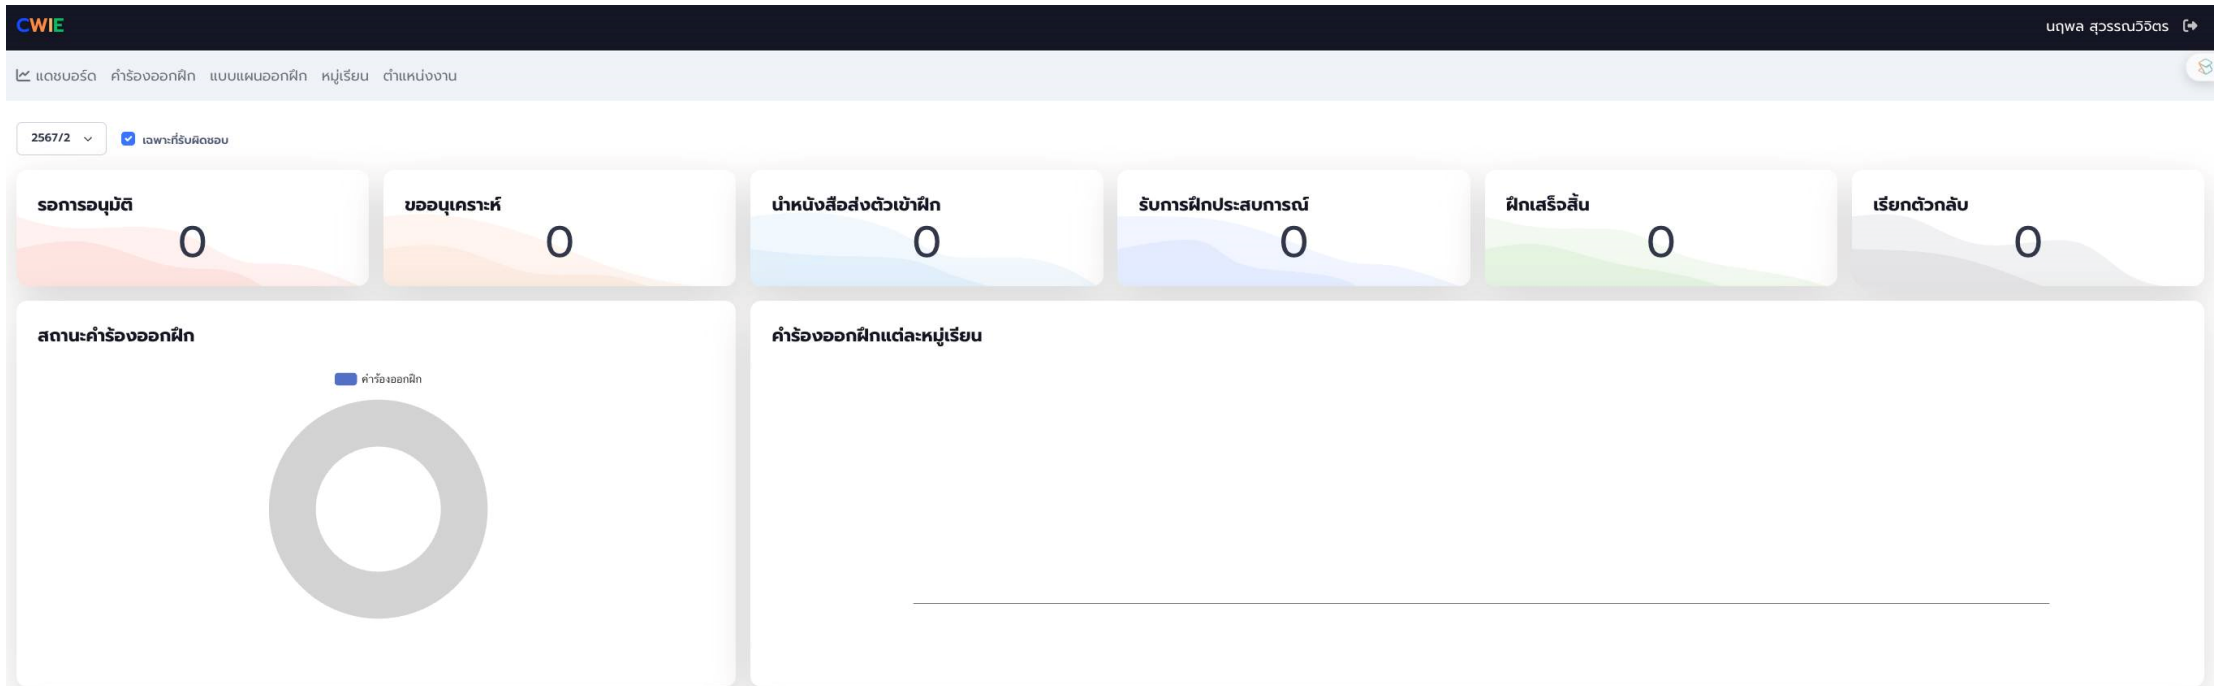 CWIE
นฤพล สุวรรณวิจิตร
แดชบอร์ด คำร้องออกฝึก แบบแผนออกฝึก หมู่เรียน ตำแหน่งงาน
2567/2 เฉพาะที่รับผิดชอบ
รอการอนุมัติ
0
ขออนุเคราะห์
0
นำหนังสือส่งตัวเข้าฝึก
0
รับการฝึกประสบการณ์
0
ฝึกเสร็จสิ้น
0
เรียกตัวกลับ
0
สถานะคำร้องออกฝึก
คำร้องออกฝึก
คำร้องออกฝึกแต่ละหมู่เรียน